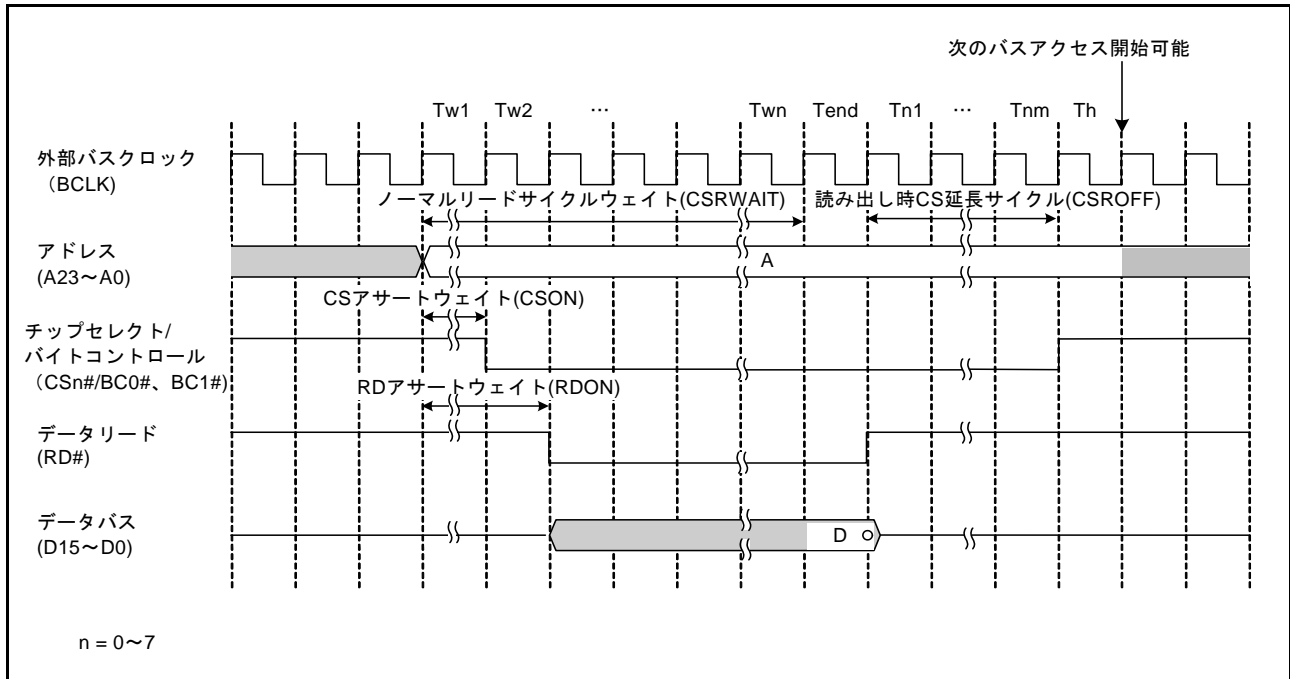 次のバスアクセス開始可能
Tw1 Tw2 … Twn Tend Tn1 … Tnm Th
外部バスクロック
（BCLK)
ノーマルリードサイクルウェイト(CSRWAIT)
読み出し時CS延長サイクル(CSROFF)
アドレス
(A23～A0)
A
CSアサートウェイト(CSON)
チップセレクト/
バイトコントロール
（CSn#/BC0#、BC1#)
RDアサートウェイト(RDON)
データリード
(RD#)
データバス
(D15～D0)
D
n = 0～7